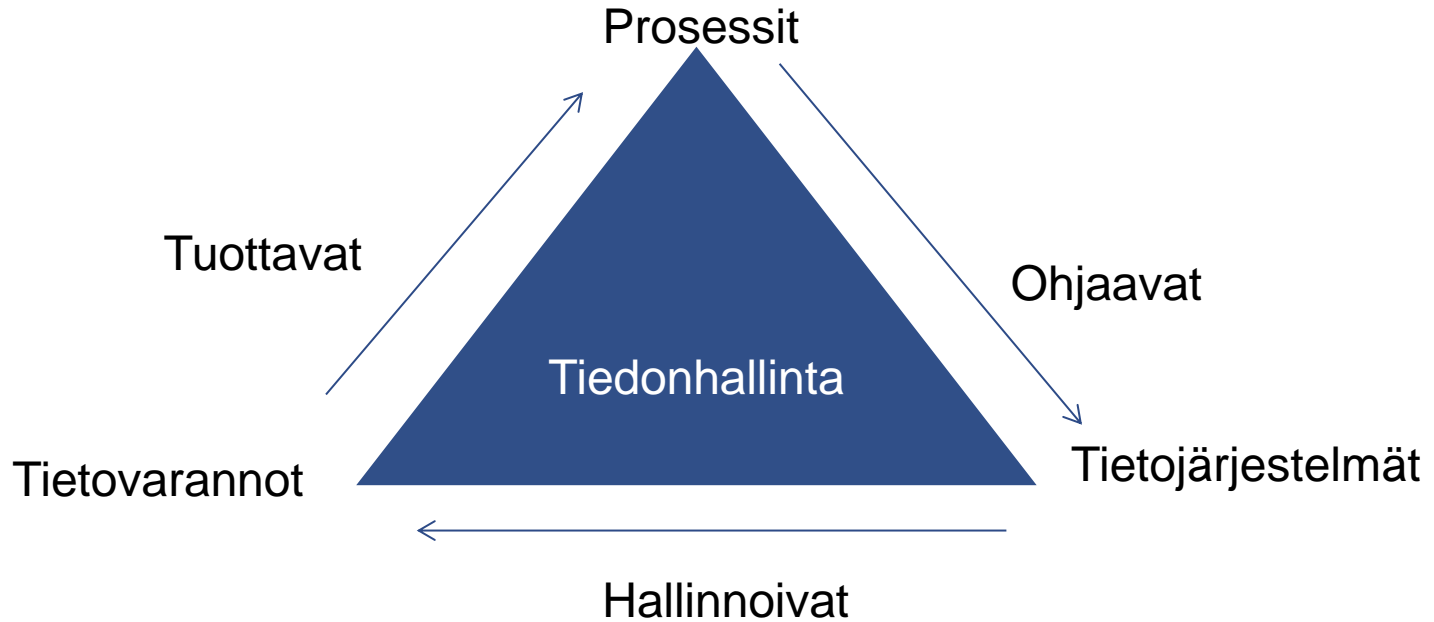 Prosessit
Tuottavat
Ohjaavat
Tiedonhallinta
Tietovarannot
Tietojärjestelmät
Hallinnoivat